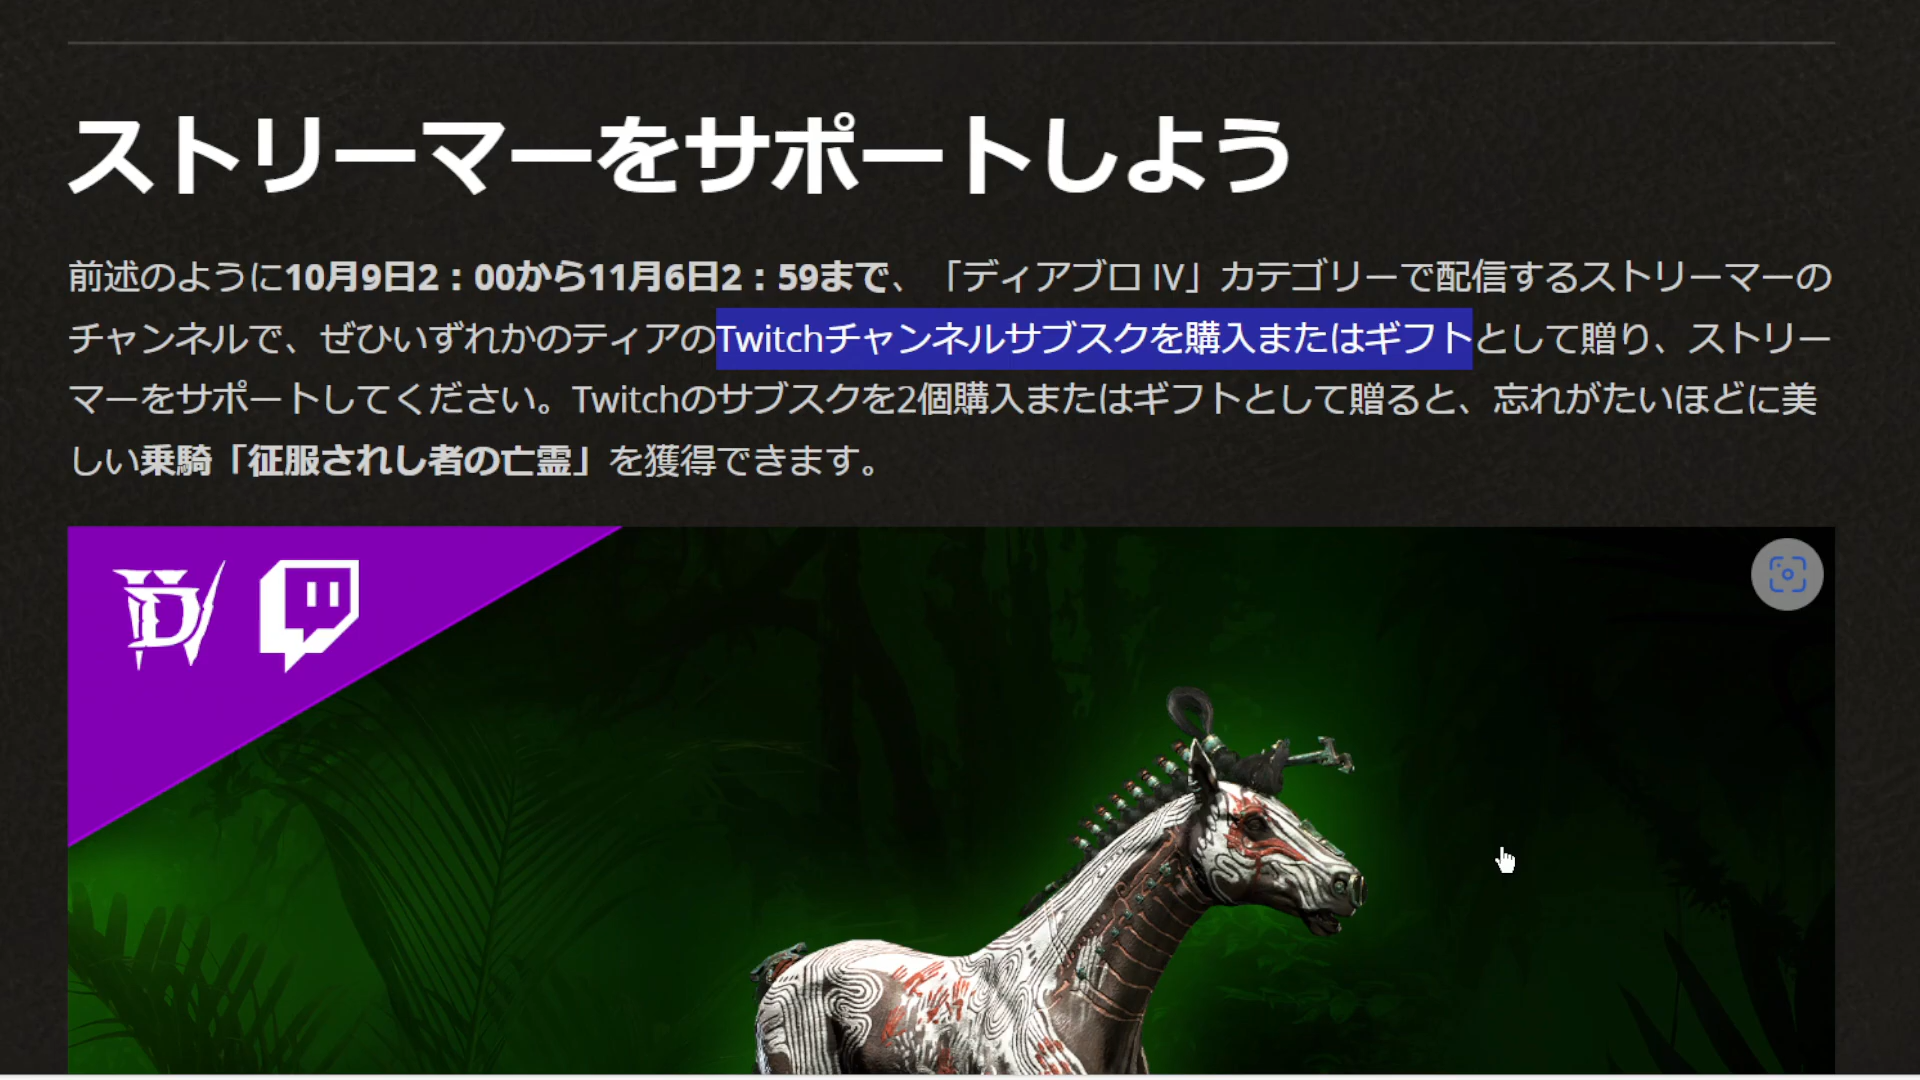 ストリーマーをサポートしよう
前述のように10月9日2：00から11月6日2：59まで、「ディアブロ IV」カテゴリーで配信するストリーマーの
チャンネルで、ぜひいずれかのティアのTwitchチャンネルサブスクを購入またはギフトとして贈り、ストリー
マーをサポートしてください。Twitchのサブスクを2個購入またはギフトとして贈ると、忘れがたいほどに美
しい乗騎「征服されし者の亡霊」を獲得できます。